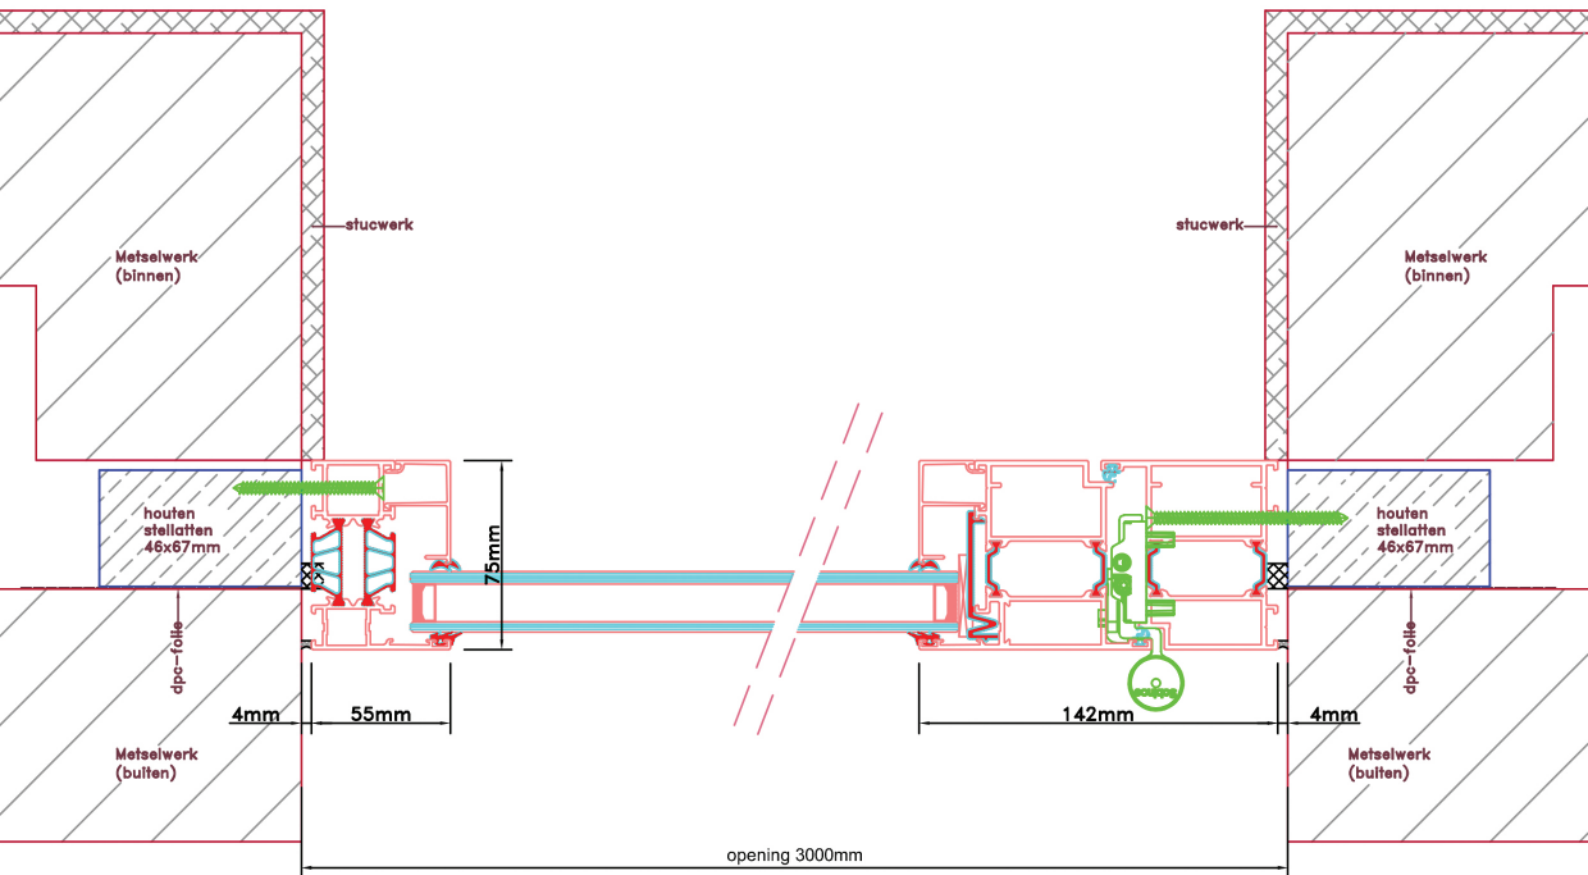 stucwerk
stucwerk
Metselwerk
(binnen)
Metselwerk
(binnen)
houten
stellatten
46x67mm
75mm
houten
stellatten
46x67mm
dpc-folie
dpc-folie
4mm
55mm
142mm
4mm
Metselwerk
(buiten)
Metselwerk
(buiten)
opening 3000mm